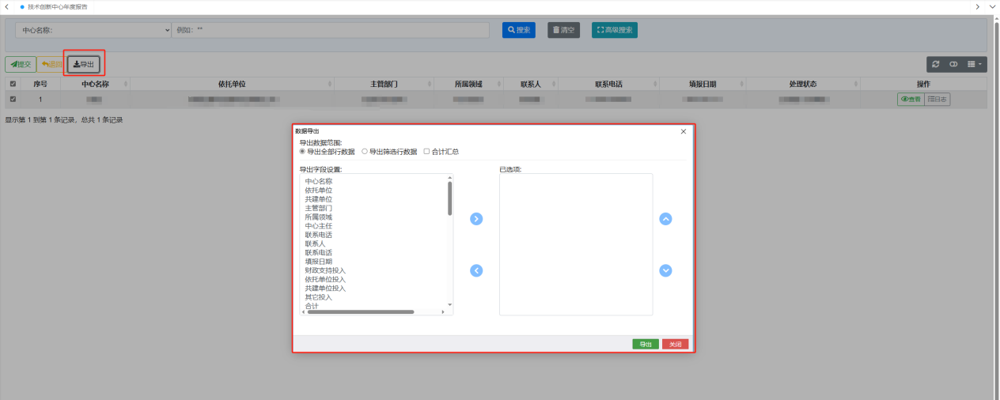 技术创新中心年度报告
中心名称: 例如: "" 搜索 清空 高级搜索
提交 退回 导出
序号 中心名称 依托单位 主管部门 所属领域 联系人 联系电话 填报日期 处理状态 操作
1 查看 日志
显示第 1 到第 1 条记录，总共 1 条记录
数据导出
导出数据范围:
导出全部行数据 导出筛选行数据 合计汇总
导出字段设置: 已选项:
中心名称
依托单位
共建单位
主管部门
所属领域
中心主任
联系电话
联系人
联系电话
填报日期
财政支持投入
依托单位投入
共建单位投入
其它投入
合计
导出 关闭